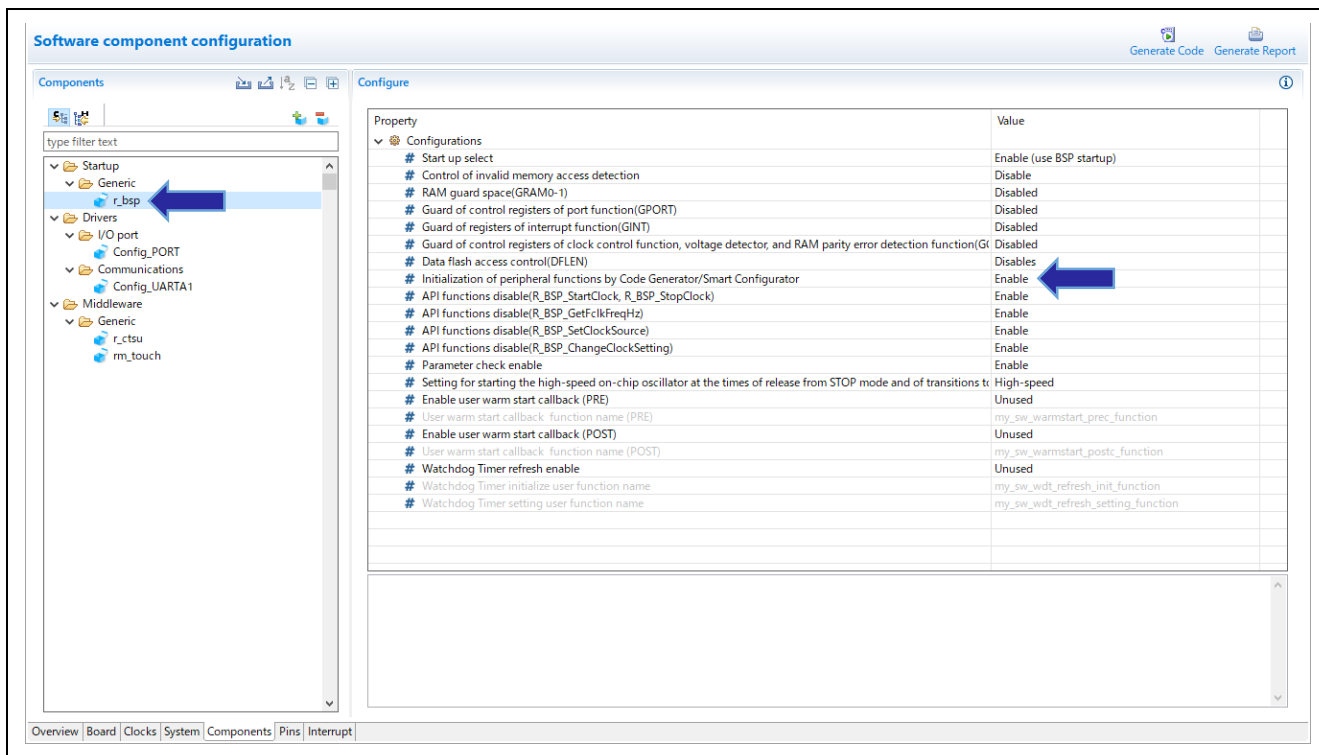 Software component configuration
Generate Code Generate Report
Components
Configure
type filter text
Startup
Generic
r_bsp
Drivers
I/O port
Config_PORT
Communications
Config_UARTA1
Middleware
Generic
r_ctsu
rm_touch
Property Value
Configurations
# Start up select Enable (use BSP startup)
# Control of invalid memory access detection Disable
# RAM guard space(GRAM0-1) Disabled
# Guard of control registers of port function(GPORT) Disabled
# Guard of registers of interrupt function(GINT) Disabled
# Guard of control registers of clock control function, voltage detector, and RAM parity error detection function(G Disabled
# Data flash access control(DFLEN) Disables
# Initialization of peripheral functions by Code Generator/Smart Configurator Enable
# API functions disable(R_BSP_StartClock, R_BSP_StopClock) Enable
# API functions disable(R_BSP_GetFclkFreqHz) Enable
# API functions disable(R_BSP_SetClockSource) Enable
# API functions disable(R_BSP_ChangeClockSetting) Enable
# Parameter check enable Enable
# Setting for starting the high-speed on-chip oscillator at the times of release from STOP mode and of transitions to High-speed
# Enable user warm start callback (PRE) Unused
# User warm start callback  function name (PRE) my_sw_warmstart_prec_function
# Enable user warm start callback (POST) Unused
# User warm start callback  function name (POST) my_sw_warmstart_postc_function
# Watchdog Timer refresh enable Unused
# Watchdog Timer initialize user function name my_sw_wdt_refresh_init_function
# Watchdog Timer setting user function name my_sw_wdt_refresh_setting_function
Overview Board Clocks System Components Pins Interrupt